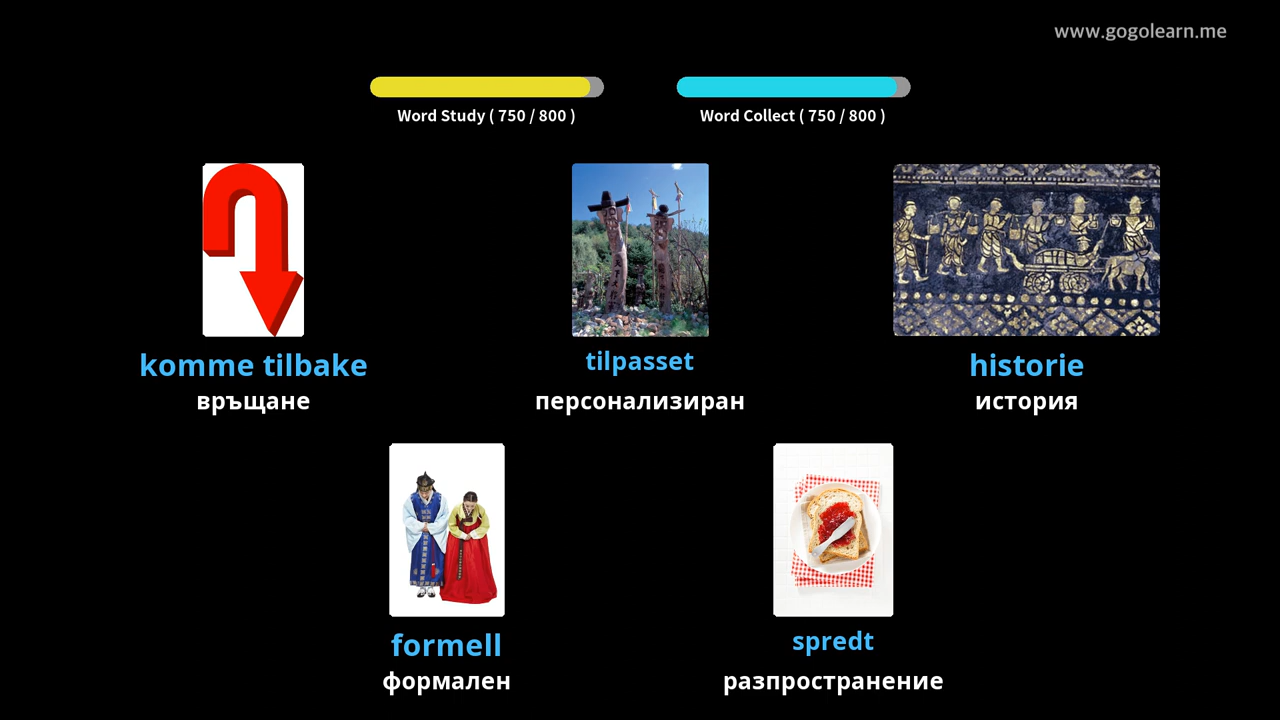 www.gogolearn.me
Word Study ( 750 / 800 )
Word Collect ( 750 / 800 )
komme tilbake
връщане
tilpasset
персонализиран
historie
история
formell
формален
spredt
разпространение